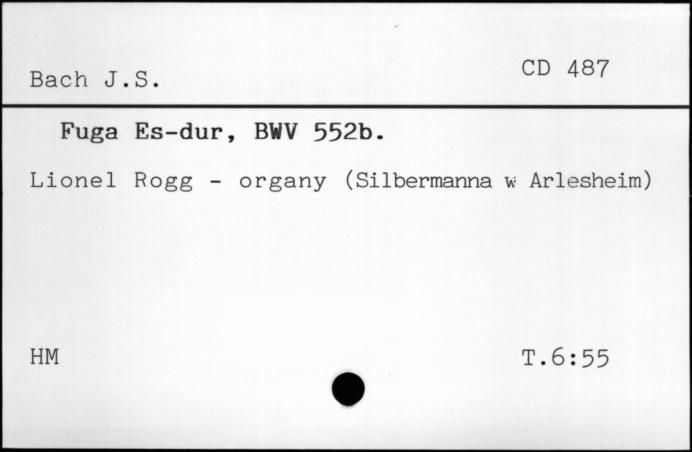 Bach J.S. CD 487
Fuga Es-dur, BWV 552b.
Lionel Rogg - organy (Silbermanna w Arlesheim)
HM T.6:55